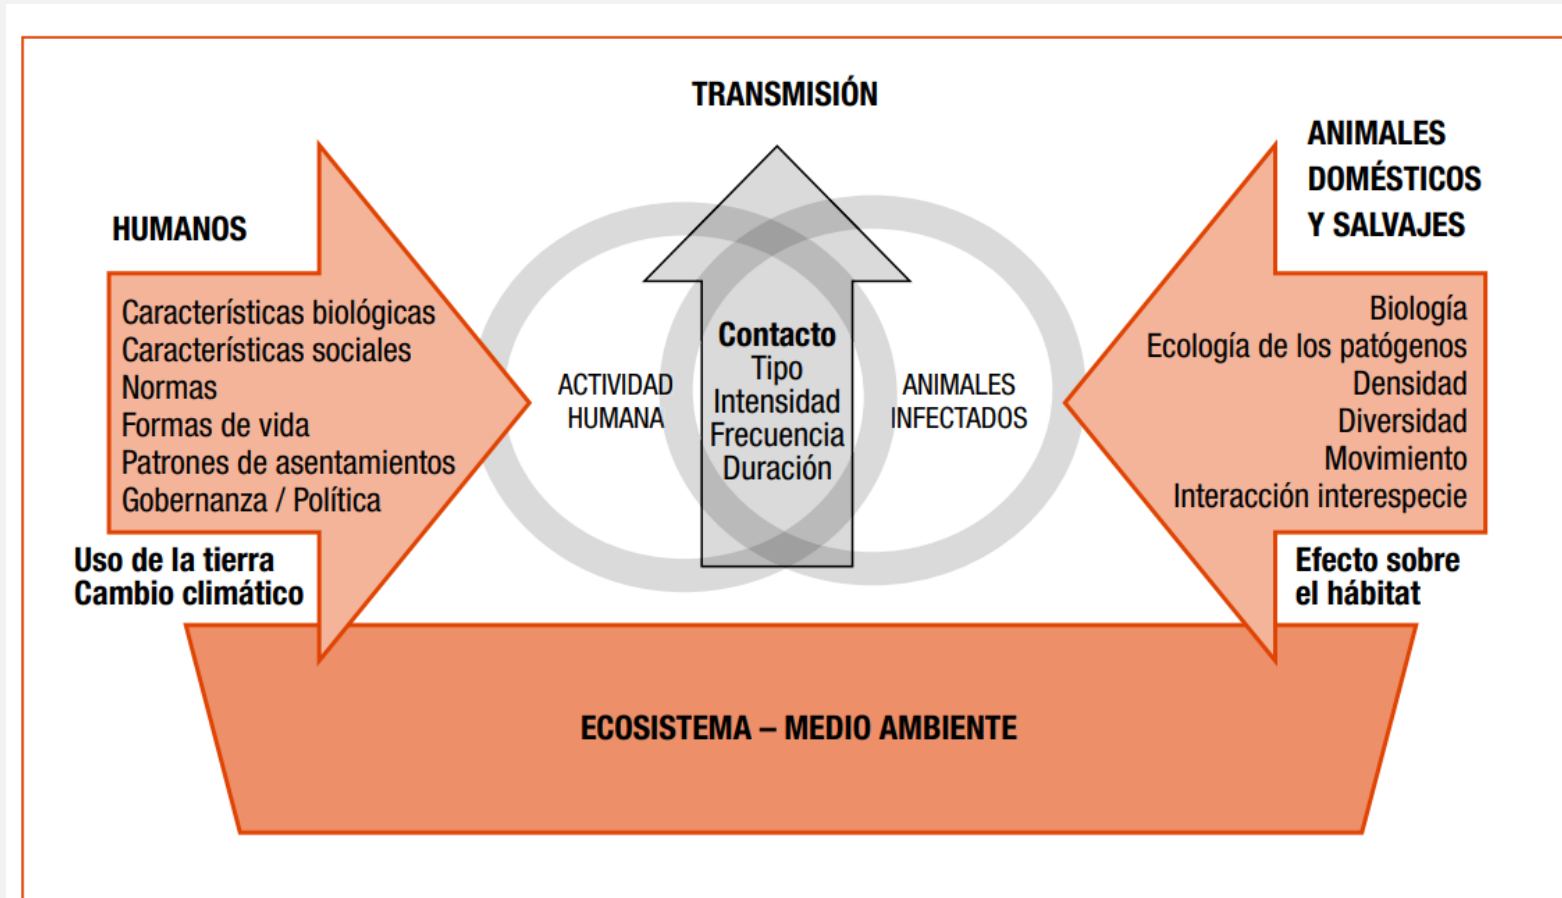 TRANSMISIÓN
HUMANOS
Características biológicas
Características sociales
Normas
Formas de vida
Patrones de asentamientos
Gobernanza / Política
Uso de la tierra
Cambio climático
ACTIVIDAD
HUMANA
Contacto
Tipo
Intensidad
Frecuencia
Duración
ANIMALES
INFECTADOS
ANIMALES
DOMÉSTICOS
Y SALVAJES
Biología
Ecología de los patógenos
Densidad
Diversidad
Movimiento
Interacción interespecie
Efecto sobre
el hábitat
ECOSISTEMA – MEDIO AMBIENTE